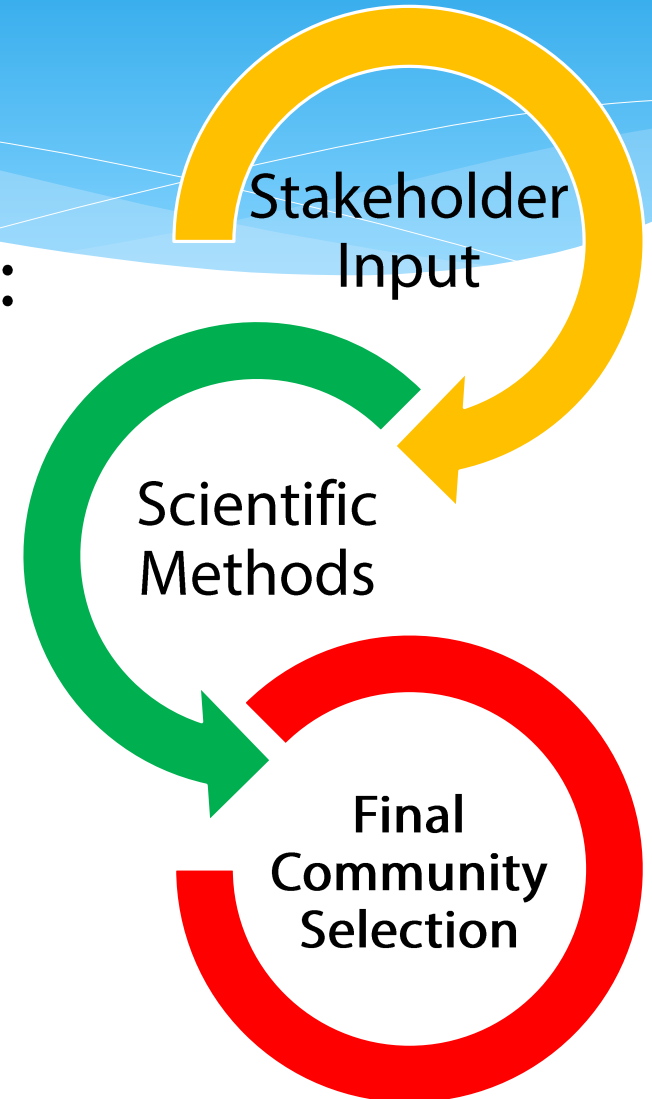 Stakeholder
Input
:
Scientific
Methods
Final
Community
Selection